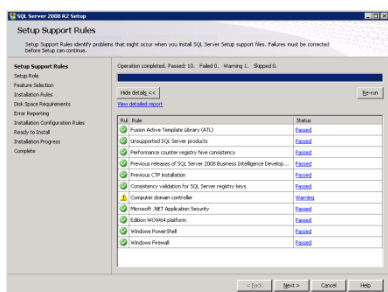 SQL Server 2008 R2 Setup
Setup Support Rules
Setup Support Rules identify problems that might occur when you install SQL Server Setup support files. Failures must be corrected
before Setup can continue.
Setup Support Rules
Setup Role
Feature Selection
Installation Rules
Disk Space Requirements
Error Reporting
Installation Configuration Rules
Ready to Install
Installation Progress
Complete
Operation completed. Passed: 10. Failed 0. Warning 1. Skipped 0.
Hide details <<
Re-run
View detailed report
Rul Rule Status
Fusion Active Template Library (ATL) Passed
Unsupported SQL Server products Passed
Performance counter registry hive consistency Passed
Previous releases of SQL Server 2008 Business Intelligence Develop... Passed
Previous CTP installation Passed
Consistency validation for SQL Server registry keys Passed
Computer domain controller Warning
Microsoft .NET Application Security Passed
Edition WOW64 platform Passed
Windows PowerShell Passed
Windows Firewall Passed
< Back Next > Cancel Help